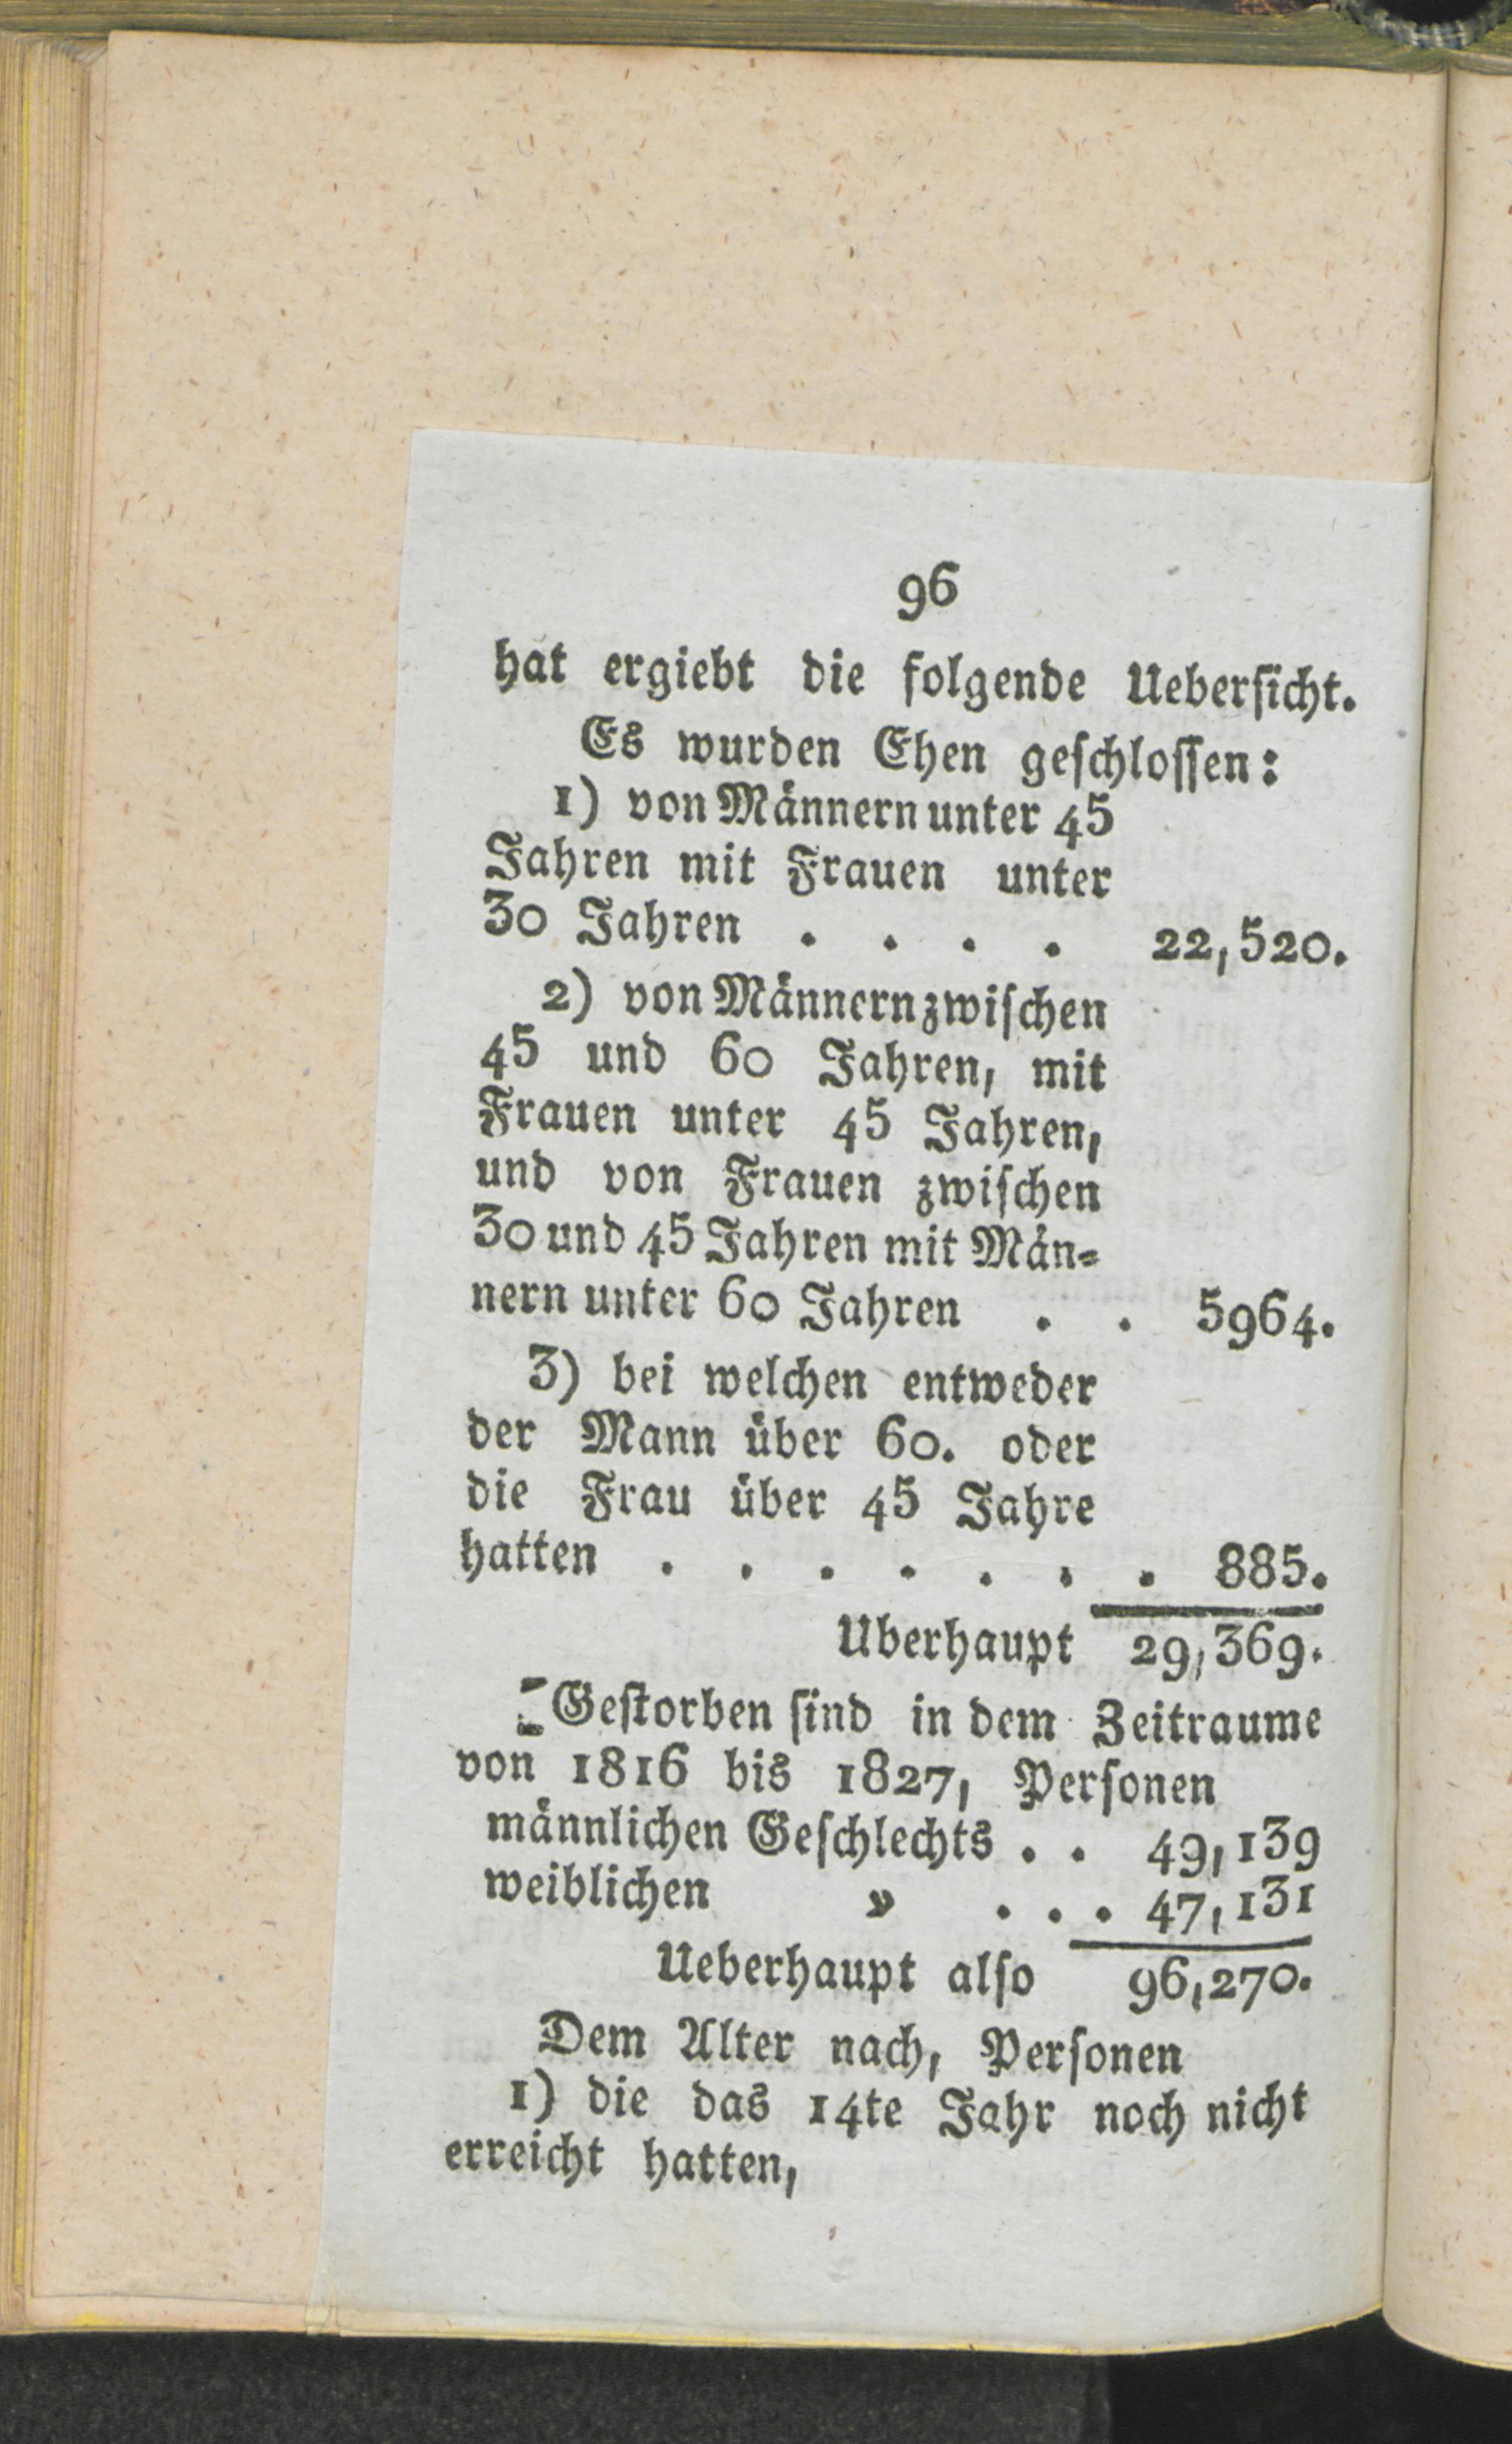 96
hat ergiebt die folgende Uebersicht.
Es wurden Ehen geschlossen:
1) von Männern unter 45
Jahren mit Frauen unter
30 Jahren . . . . 22,520.
2) von Männern zwischen
45 und 60 Jahren, mit
Frauen unter 45 Jahren,
und von Frauen zwischen
30 und 45 Jahren mit Män-
nern unter 60 Jahren . . 5964.
3) bei welchen entweder
der Mann über 60. oder
die Frau über 45 Jahre
hatten . . . . . . . 885.
Uberhaupt 29,369.
Gestorben sind in dem Zeitraume
von 1816 bis 1827, Personen
männlichen Geschlechts . . 49,139
weiblichen » . . . 47,131
Ueberhaupt also 96,270.
Dem Alter nach, Personen
1) die das 14te Jahr noch nicht
erreicht hatten,